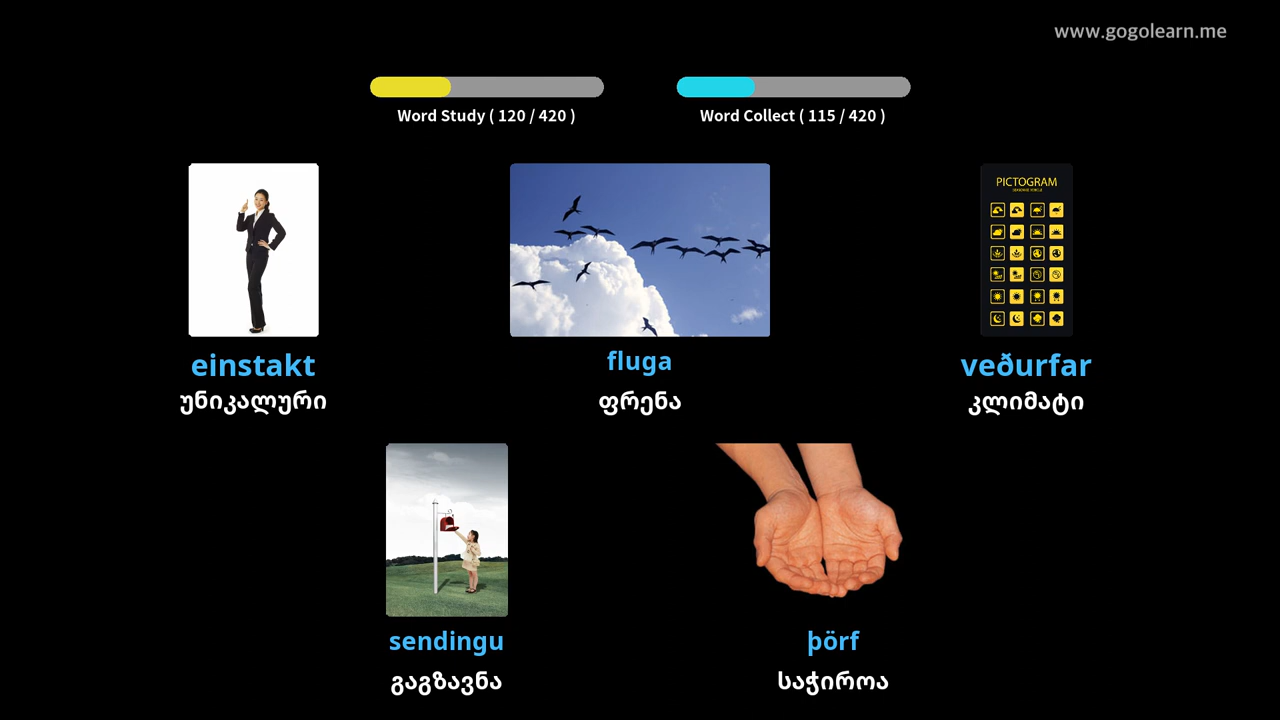 www.gogolearn.me
Word Study ( 120 / 420 )
Word Collect ( 115 / 420 )
PICTOGRAM
einstakt
უნიკალური
fluga
ფრენა
veðurfar
კლიმატი
sendingu
გაგზავნა
þörf
საჭიროა